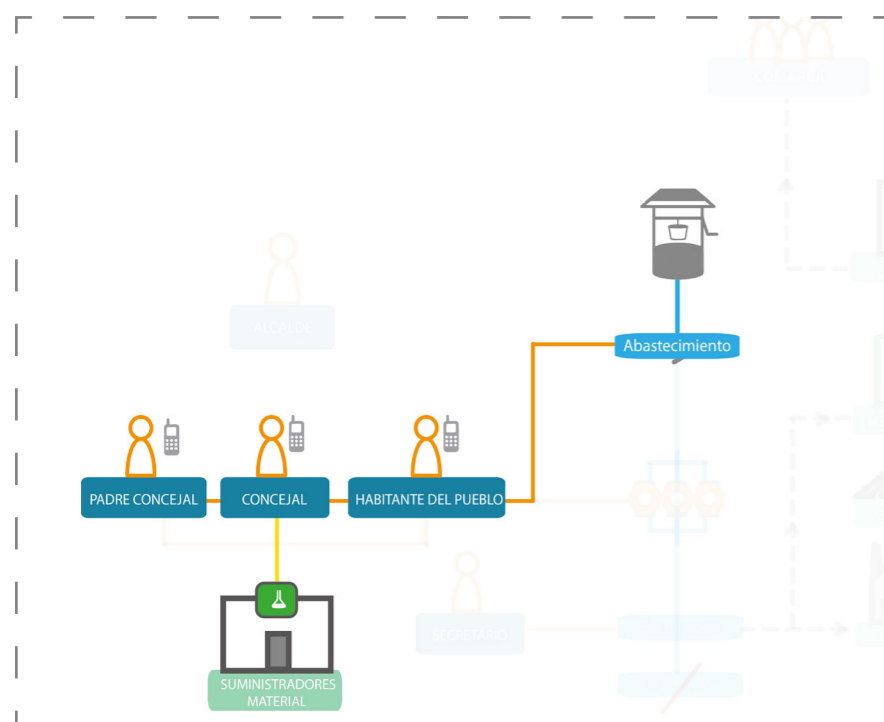 ALCALDE
Abastecimiento
PADRE CONCEJAL
CONCEJAL
HABITANTE DEL PUEBLO
SECRETARIO
SUMINISTRADORES
MATERIAL